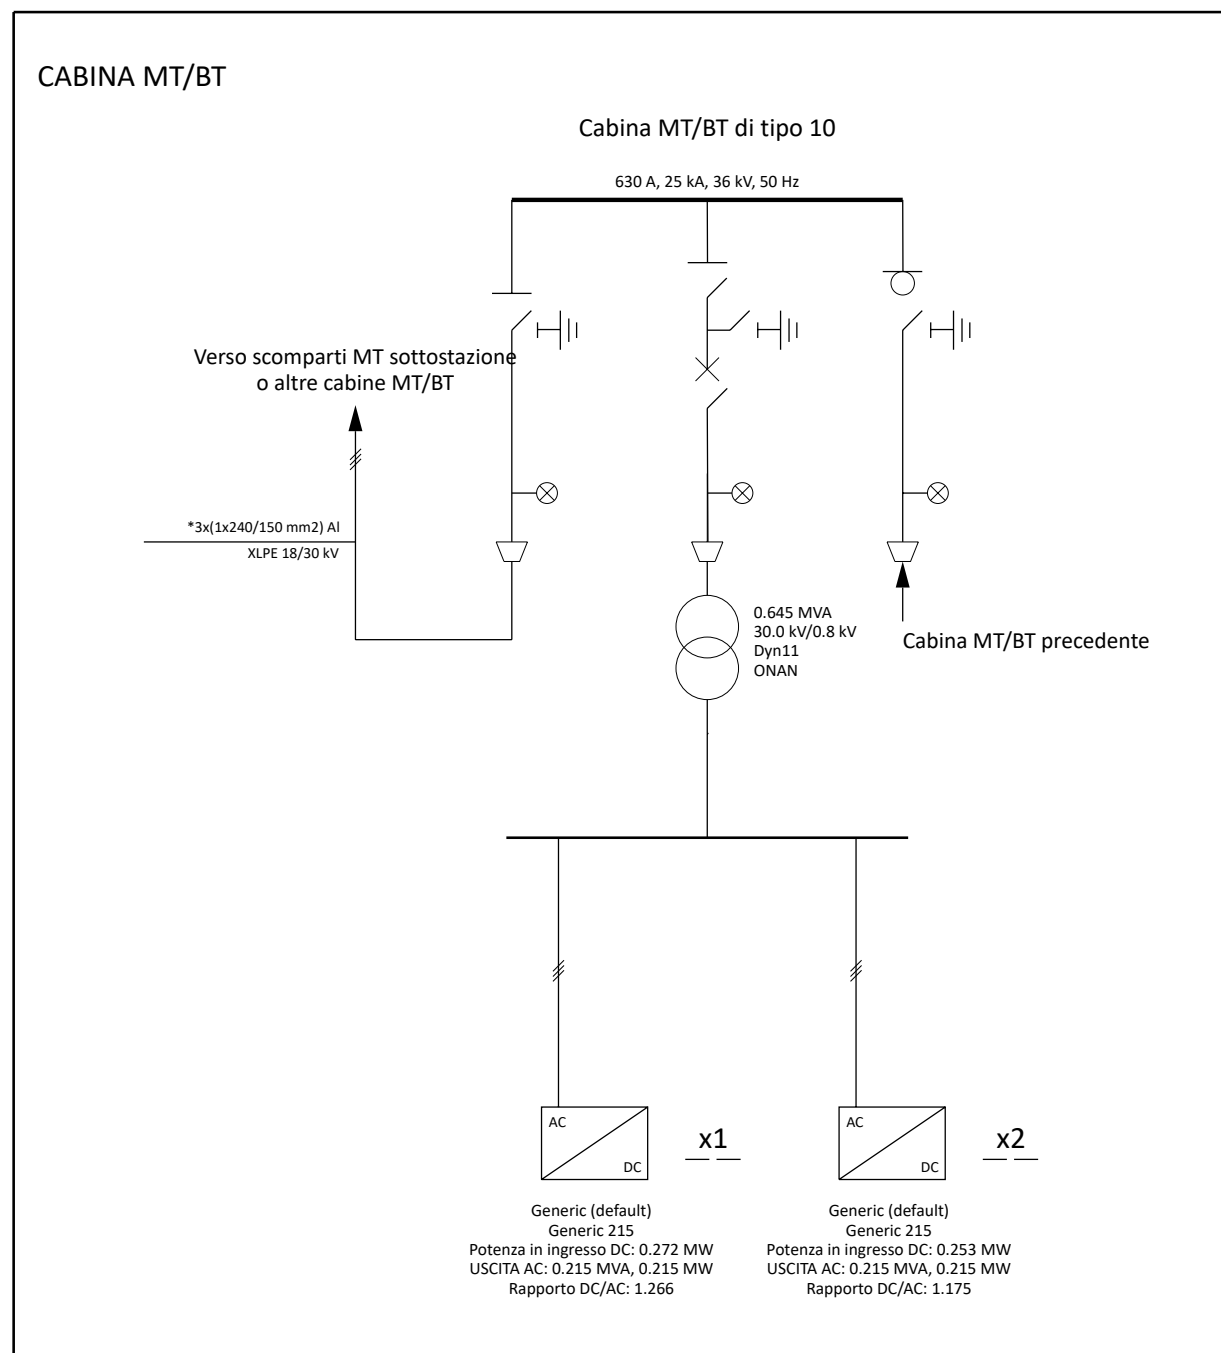 CABINA MT/BT
Cabina MT/BT di tipo 10
630 A, 25 kA, 36 kV, 50 Hz
Verso scomparti MT sottostazione
o altre cabine MT/BT
*3x(1x240/150 mm2) Al
XLPE 18/30 kV
0.645 MVA
30.0 kV/0.8 kV
Dyn11
ONAN
Cabina MT/BT precedente
AC
DC
x1
AC
DC
x2
Generic (default)
Generic 215
Potenza in ingresso DC: 0.272 MW
USCITA AC: 0.215 MVA, 0.215 MW
Rapporto DC/AC: 1.266
Generic (default)
Generic 215
Potenza in ingresso DC: 0.253 MW
USCITA AC: 0.215 MVA, 0.215 MW
Rapporto DC/AC: 1.175